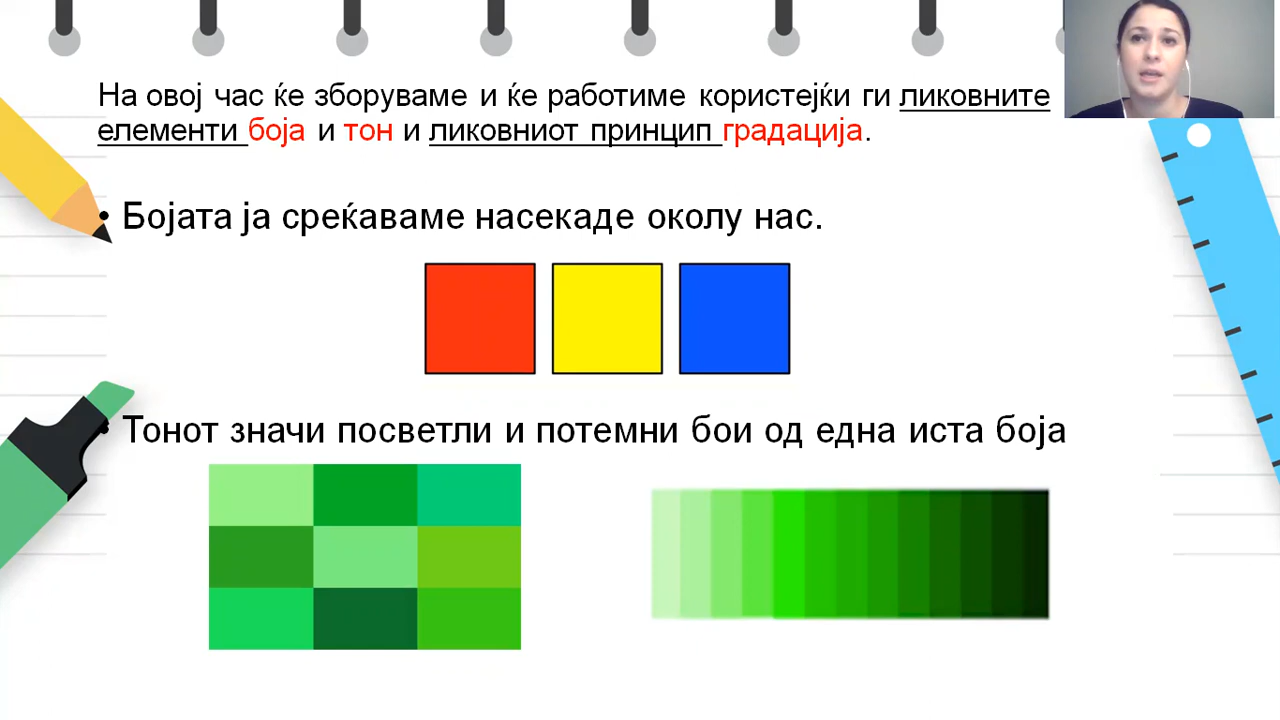 На овој час ќе зборуваме и ќе работиме користејќи ги ликовните
елементи боја и тон и ликовниот принцип градација.
• Бојата ја среќаваме насекаде околу нас.
• Тонот значи посветли и потемни бои од една иста боја